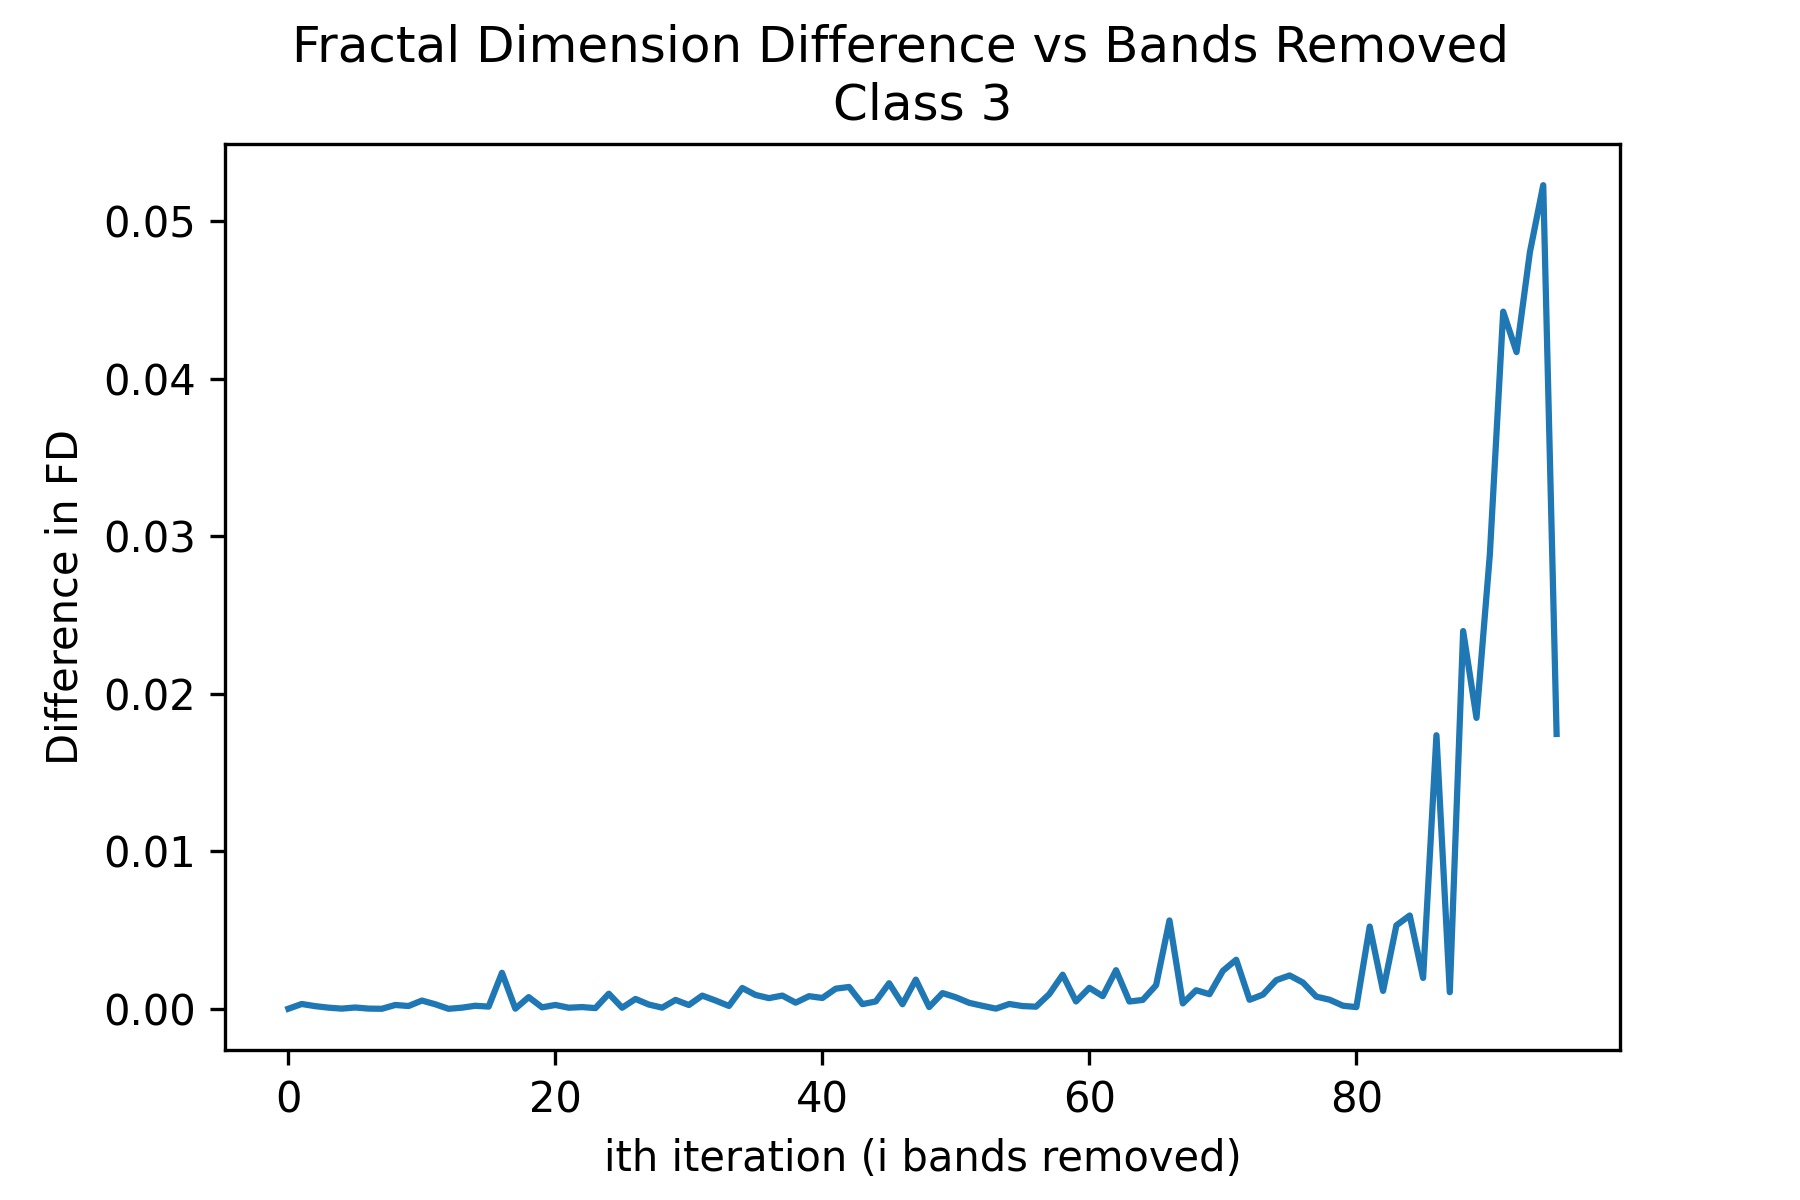 Fractal Dimension Difference vs Bands Removed
Class 3
Difference in FD
0.05
0.04
0.03
0.02
0.01
0.00
0 20 40 60 80
ith iteration (i bands removed)